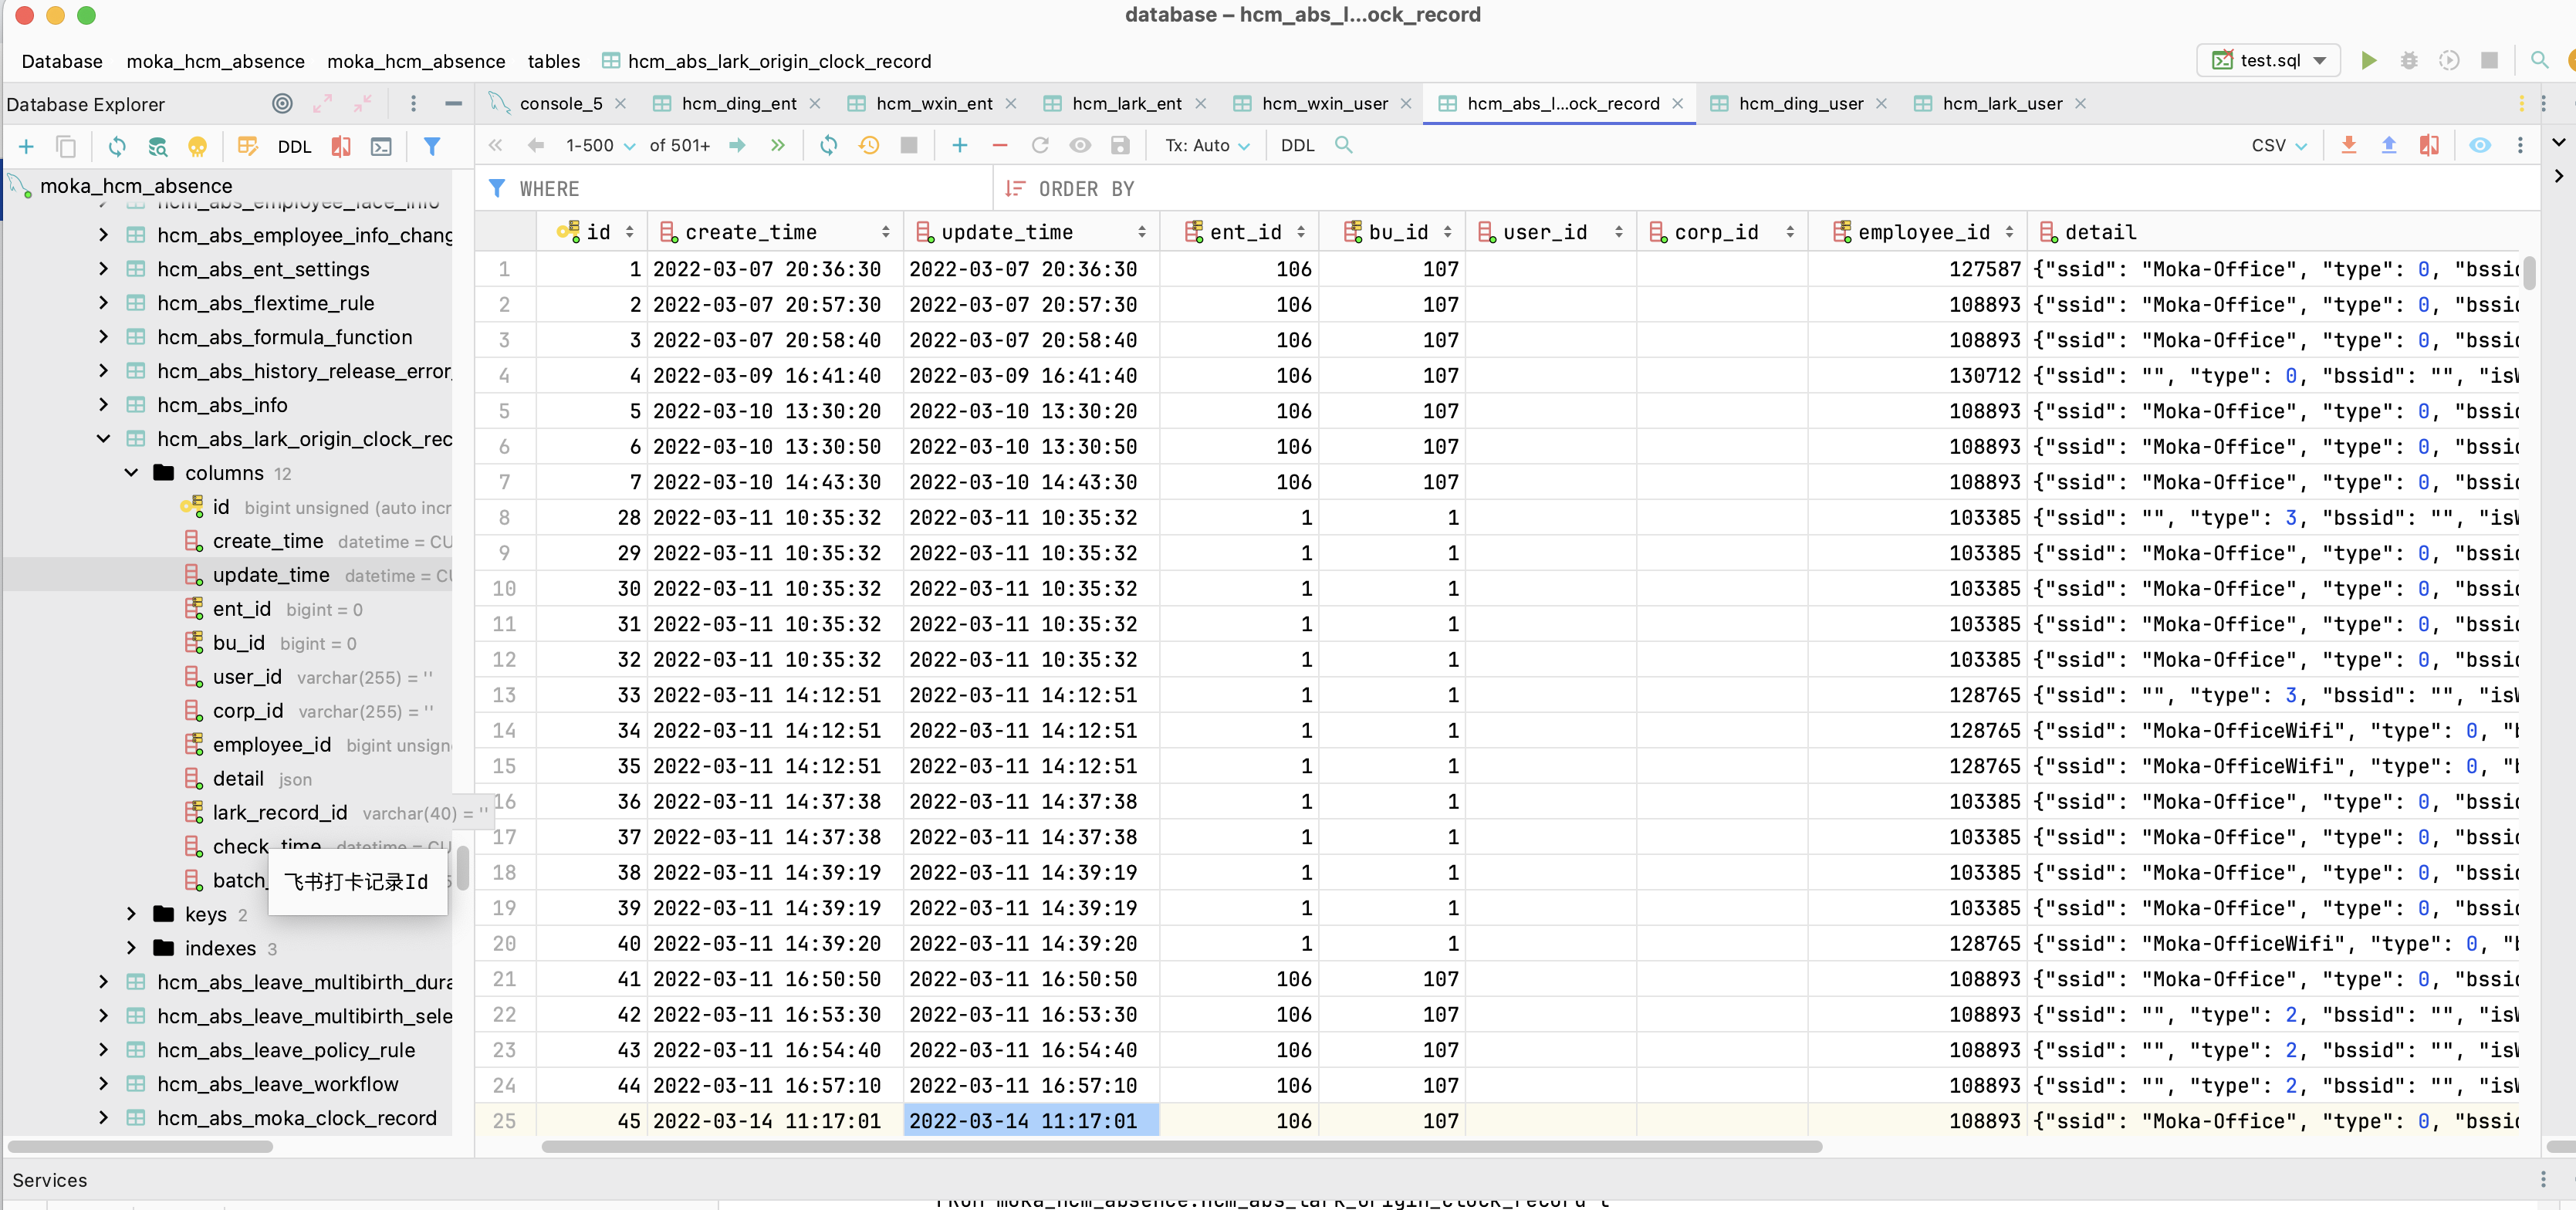 database – hcm_abs_l...ock_record
Database moka_hcm_absence moka_hcm_absence tables hcm_abs_lark_origin_clock_record test.sql
Database Explorer console_5 hcm_ding_ent hcm_wxin_ent hcm_lark_ent hcm_wxin_user hcm_abs_l...ock_record hcm_ding_user hcm_lark_user
DDL 1-500 of 501+ Tx: Auto DDL CSV
moka_hcm_absence
WHERE ORDER BY
hcm_abs_employee_face_info
hcm_abs_employee_info_chang
hcm_abs_ent_settings
hcm_abs_flextime_rule
hcm_abs_formula_function
hcm_abs_history_release_error_
hcm_abs_info
hcm_abs_lark_origin_clock_rec
columns 12
id bigint unsigned (auto incr
create_time datetime = CU
update_time datetime = CU
ent_id bigint = 0
bu_id bigint = 0
user_id varchar(255) = ''
corp_id varchar(255) = ''
employee_id bigint unsign
detail json
lark_record_id varchar(40) = ''
check_time datetime = CU
batch_
飞书打卡记录Id
keys 2
indexes 3
hcm_abs_leave_multibirth_dura
hcm_abs_leave_multibirth_sele
hcm_abs_leave_policy_rule
hcm_abs_leave_workflow
hcm_abs_moka_clock_record
id create_time update_time ent_id bu_id user_id corp_id employee_id detail
1 1 2022-03-07 20:36:30 2022-03-07 20:36:30 106 107 127587 {"ssid": "Moka-Office", "type": 0, "bssi
2 2 2022-03-07 20:57:30 2022-03-07 20:57:30 106 107 108893 {"ssid": "Moka-Office", "type": 0, "bssi
3 3 2022-03-07 20:58:40 2022-03-07 20:58:40 106 107 108893 {"ssid": "Moka-Office", "type": 0, "bssi
4 4 2022-03-09 16:41:40 2022-03-09 16:41:40 106 107 130712 {"ssid": "", "type": 0, "bssid": "", "is
5 5 2022-03-10 13:30:20 2022-03-10 13:30:20 106 107 108893 {"ssid": "Moka-Office", "type": 0, "bssi
6 6 2022-03-10 13:30:50 2022-03-10 13:30:50 106 107 108893 {"ssid": "Moka-Office", "type": 0, "bssi
7 7 2022-03-10 14:43:30 2022-03-10 14:43:30 106 107 108893 {"ssid": "Moka-Office", "type": 0, "bssi
8 28 2022-03-11 10:35:32 2022-03-11 10:35:32 1 1 103385 {"ssid": "", "type": 3, "bssid": "", "is
9 29 2022-03-11 10:35:32 2022-03-11 10:35:32 1 1 103385 {"ssid": "Moka-Office", "type": 0, "bssi
10 30 2022-03-11 10:35:32 2022-03-11 10:35:32 1 1 103385 {"ssid": "Moka-Office", "type": 0, "bssi
11 31 2022-03-11 10:35:32 2022-03-11 10:35:32 1 1 103385 {"ssid": "Moka-Office", "type": 0, "bssi
12 32 2022-03-11 10:35:32 2022-03-11 10:35:32 1 1 103385 {"ssid": "Moka-Office", "type": 0, "bssi
13 33 2022-03-11 14:12:51 2022-03-11 14:12:51 1 1 128765 {"ssid": "", "type": 3, "bssid": "", "is
14 34 2022-03-11 14:12:51 2022-03-11 14:12:51 1 1 128765 {"ssid": "Moka-OfficeWifi", "type": 0, "
15 35 2022-03-11 14:12:51 2022-03-11 14:12:51 1 1 128765 {"ssid": "Moka-OfficeWifi", "type": 0, "
16 36 2022-03-11 14:37:38 2022-03-11 14:37:38 1 1 103385 {"ssid": "Moka-Office", "type": 0, "bssi
17 37 2022-03-11 14:37:38 2022-03-11 14:37:38 1 1 103385 {"ssid": "Moka-Office", "type": 0, "bssi
18 38 2022-03-11 14:39:19 2022-03-11 14:39:19 1 1 103385 {"ssid": "Moka-Office", "type": 0, "bssi
19 39 2022-03-11 14:39:19 2022-03-11 14:39:19 1 1 103385 {"ssid": "Moka-Office", "type": 0, "bssi
20 40 2022-03-11 14:39:20 2022-03-11 14:39:20 1 1 128765 {"ssid": "Moka-OfficeWifi", "type": 0, "
21 41 2022-03-11 16:50:50 2022-03-11 16:50:50 106 107 108893 {"ssid": "Moka-Office", "type": 0, "bssi
22 42 2022-03-11 16:53:30 2022-03-11 16:53:30 106 107 108893 {"ssid": "", "type": 2, "bssid": "", "is
23 43 2022-03-11 16:54:40 2022-03-11 16:54:40 106 107 108893 {"ssid": "", "type": 2, "bssid": "", "is
24 44 2022-03-11 16:57:10 2022-03-11 16:57:10 106 107 108893 {"ssid": "", "type": 2, "bssid": "", "is
25 45 2022-03-14 11:17:01 2022-03-14 11:17:01 106 107 108893 {"ssid": "Moka-Office", "type": 0, "bssi
Services
FROM moka_hcm_absence.hcm_abs_lark_origin_clock_record t